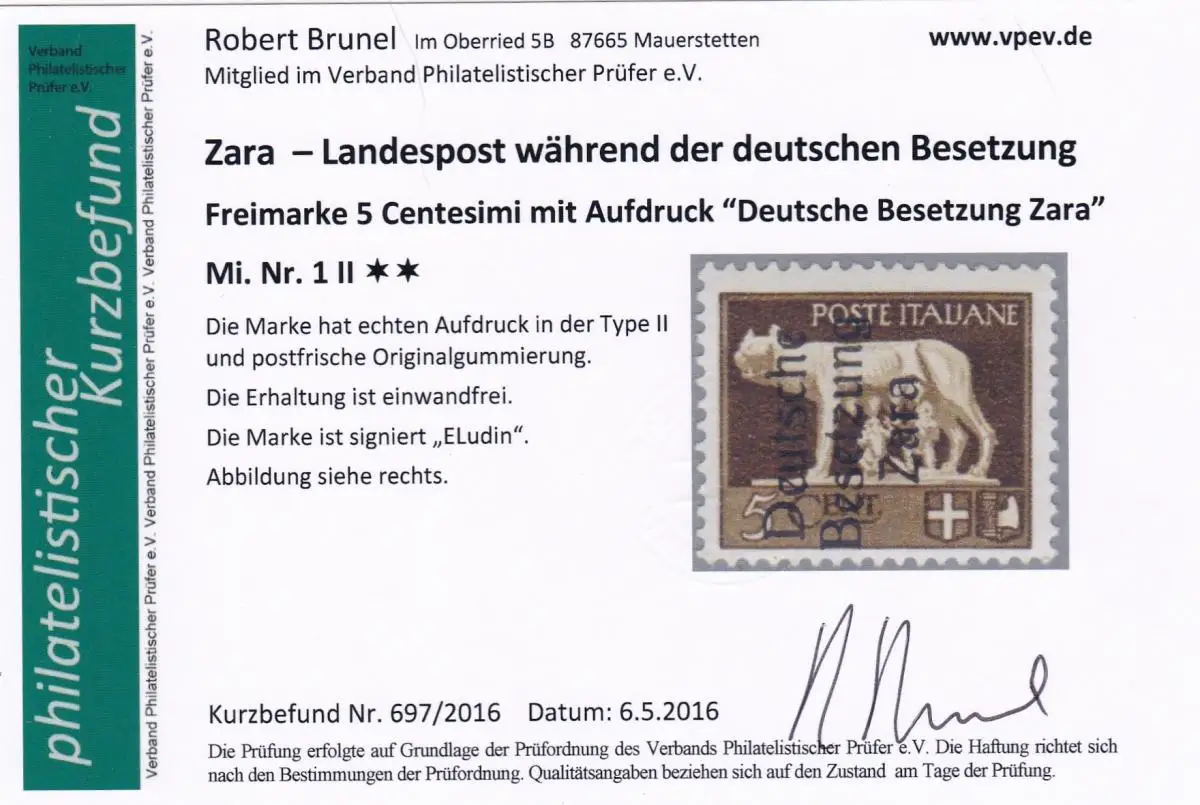 Verband
Philatelistischer
Prüfer e.V.
philatelistischer
Kurzbefund
Verband Philatelistischer Prüfer e.V. Verband Philatelistischer Prüfer e.V. Verband Philatelistischer Prüfer e.V. Verband Philatelistischer Prüfer e.V.
Robert Brunel Im Oberried 5B 87665 Mauerstetten
www.vpev.de
Mitglied im Verband Philatelistischer Prüfer e.V.
Zara – Landespost während der deutschen Besetzung
Freimarke 5 Centesimi mit Aufdruck “Deutsche Besetzung Zara”
Mi. Nr. 1 II ✶✶
Die Marke hat echten Aufdruck in der Type II
und postfrische Originalgummierung.
Die Erhaltung ist einwandfrei.
Die Marke ist signiert „ELudin“.
Abbildung siehe rechts.
POSTE ITALIANE
Deutsche
Besetzung
Zara
5 CENT.
Kurzbefund Nr. 697/2016 Datum: 6.5.2016
Die Prüfung erfolgte auf Grundlage der Prüfordnung des Verbands Philatelistischer Prüfer e.V. Die Haftung richtet sich
nach den Bestimmungen der Prüfordnung. Qualitätsangaben beziehen sich auf den Zustand am Tage der Prüfung.